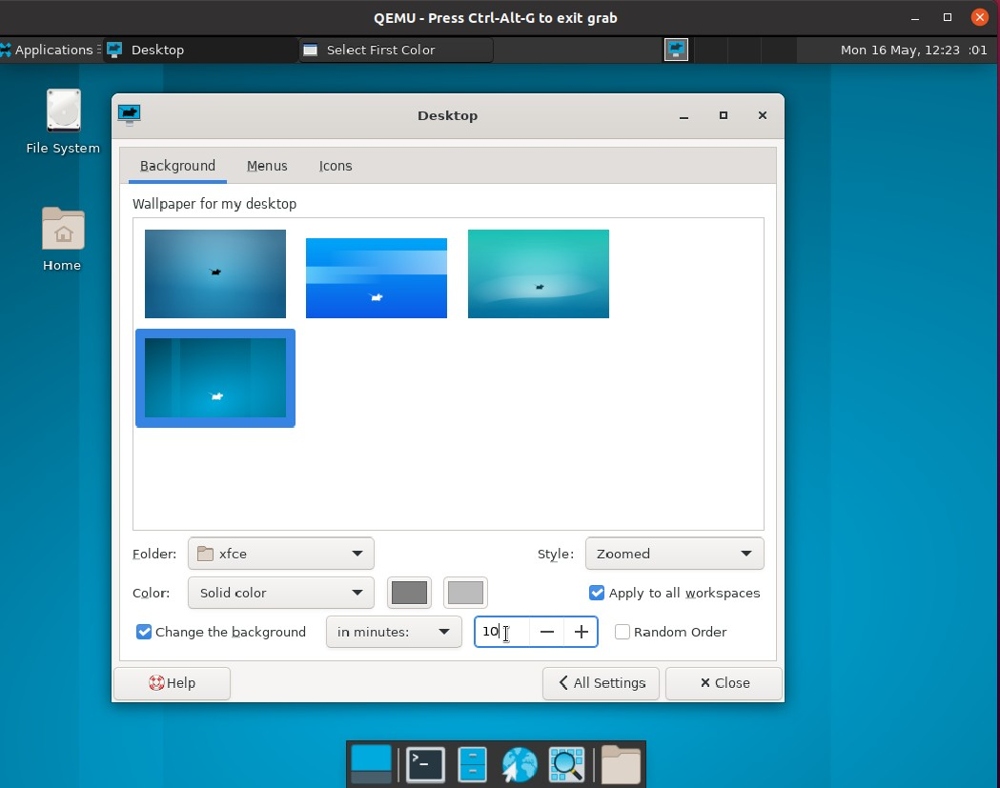 QEMU - Press Ctrl-Alt-G to exit grab
Applications Desktop Select First Color Mon 16 May, 12:23 :01
File System
Home
Desktop
Background Menus Icons
Wallpaper for my desktop
Folder: xfce Style: Zoomed
Color: Solid color Apply to all workspaces
Change the background in minutes: 10 Random Order
Help All Settings Close